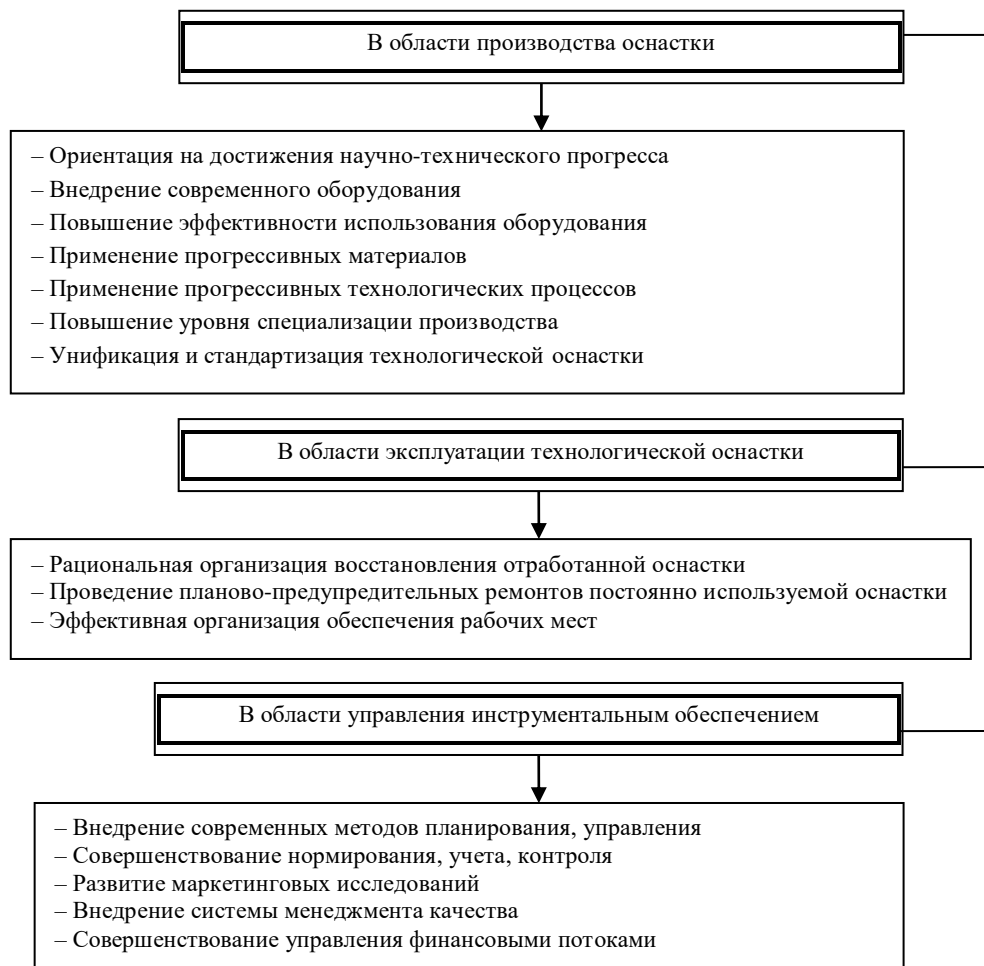 В области производства оснастки
– Ориентация на достижения научно-технического прогресса
– Внедрение современного оборудования
– Повышение эффективности использования оборудования
– Применение прогрессивных материалов
– Применение прогрессивных технологических процессов
– Повышение уровня специализации производства
– Унификация и стандартизация технологической оснастки
В области эксплуатации технологической оснастки
– Рациональная организация восстановления отработанной оснастки
– Проведение планово-предупредительных ремонтов постоянно используемой оснастки
– Эффективная организация обеспечения рабочих мест
В области управления инструментальным обеспечением
– Внедрение современных методов планирования, управления
– Совершенствование нормирования, учета, контроля
– Развитие маркетинговых исследований
– Внедрение системы менеджмента качества
– Совершенствование управления финансовыми потоками